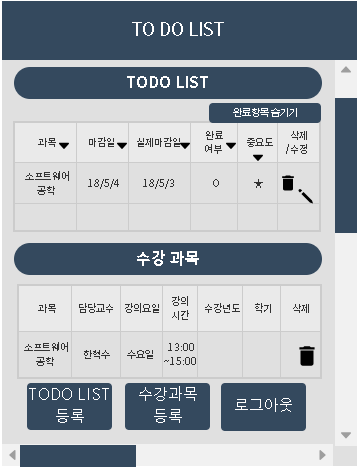 TO DO LIST
TODO LIST
완료항목 숨기기
과목 마감일 실제마감일 완료 여부 중요도 삭제 /수정
소프트웨어 공학 18/5/4 18/5/3 O ★
수강 과목
과목 담당교수 강의요일 강의 시간 수강년도 학기 삭제
소프트웨어 공학 한혁수 수요일 13:00 ~15:00
TODO LIST 등록
수강과목 등록
로그아웃